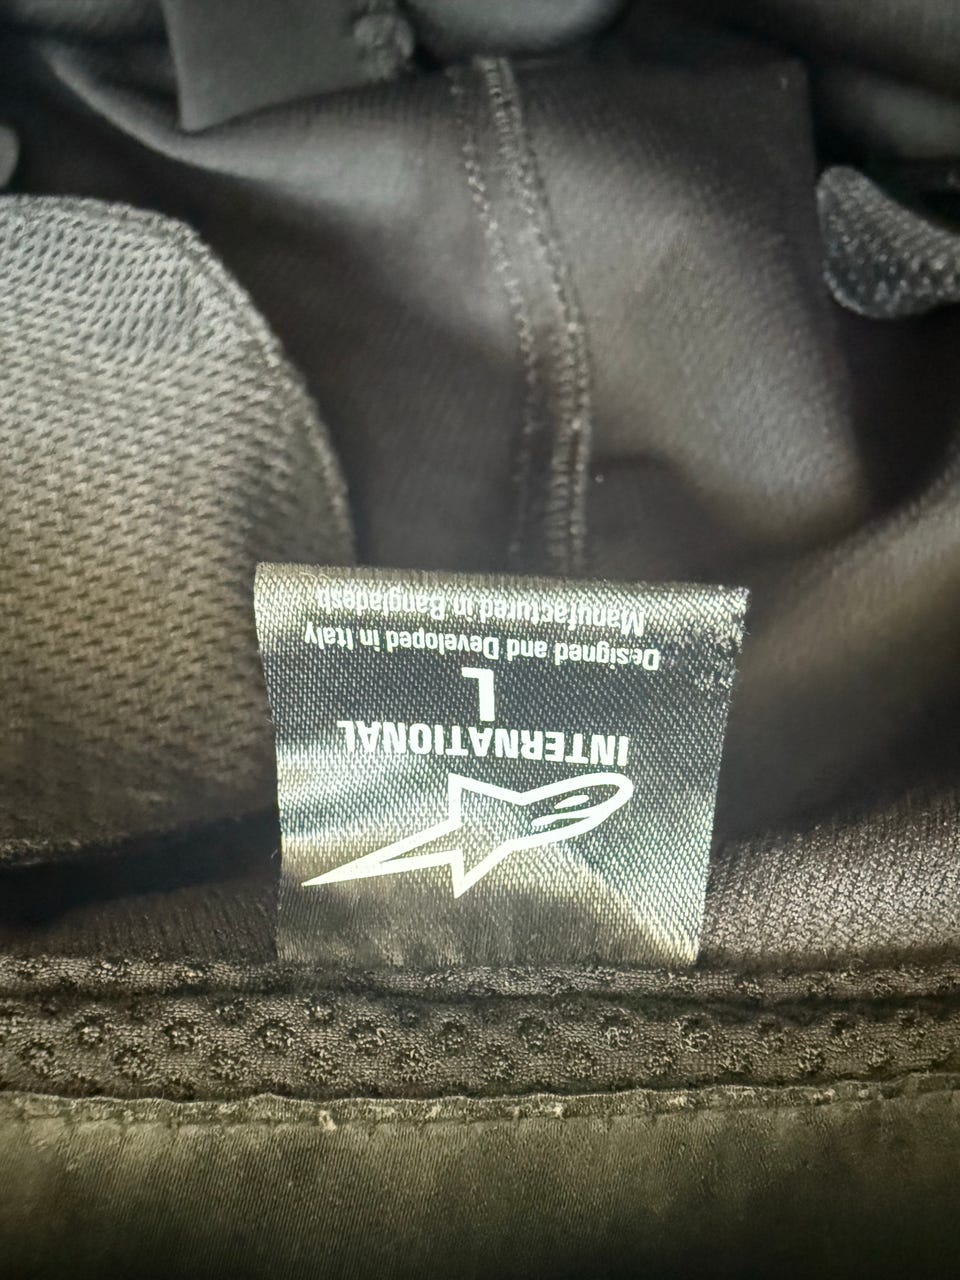 INTERNATIONAL
L
Designed and Developed in Italy
Manufactured in Bangladesh